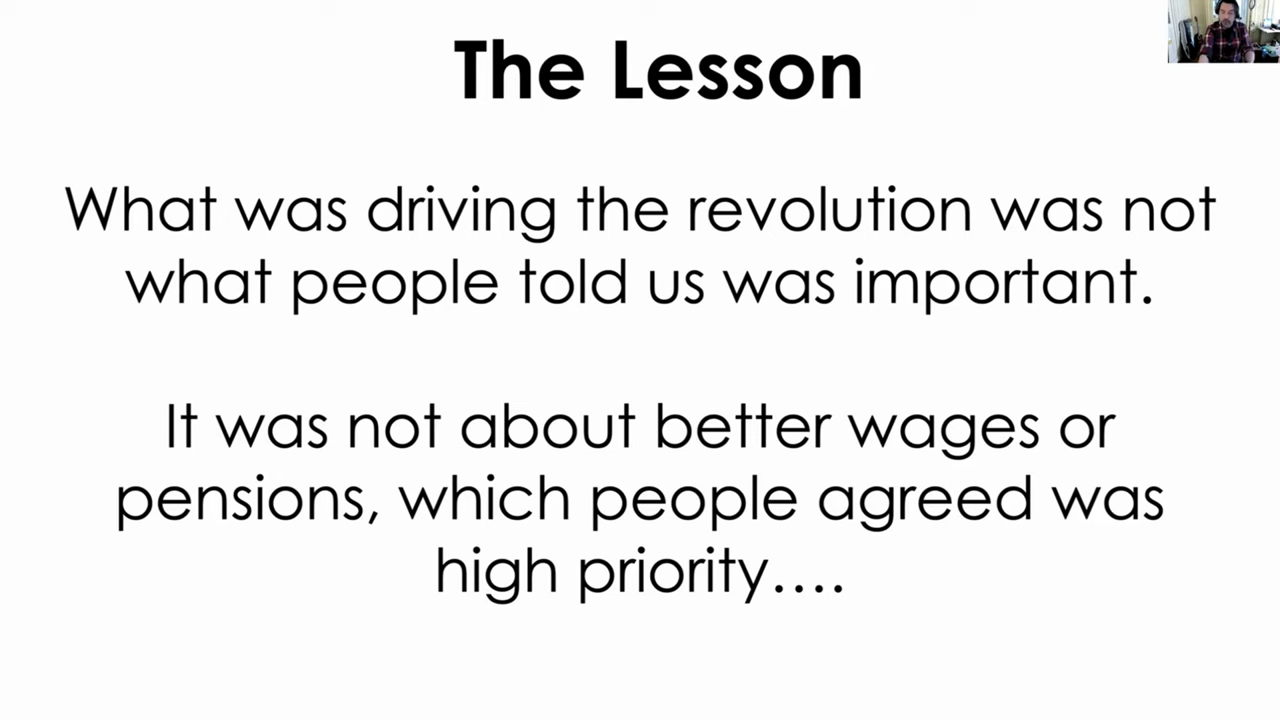 The Lesson
What was driving the revolution was not
what people told us was important.
It was not about better wages or
pensions, which people agreed was
high priority....